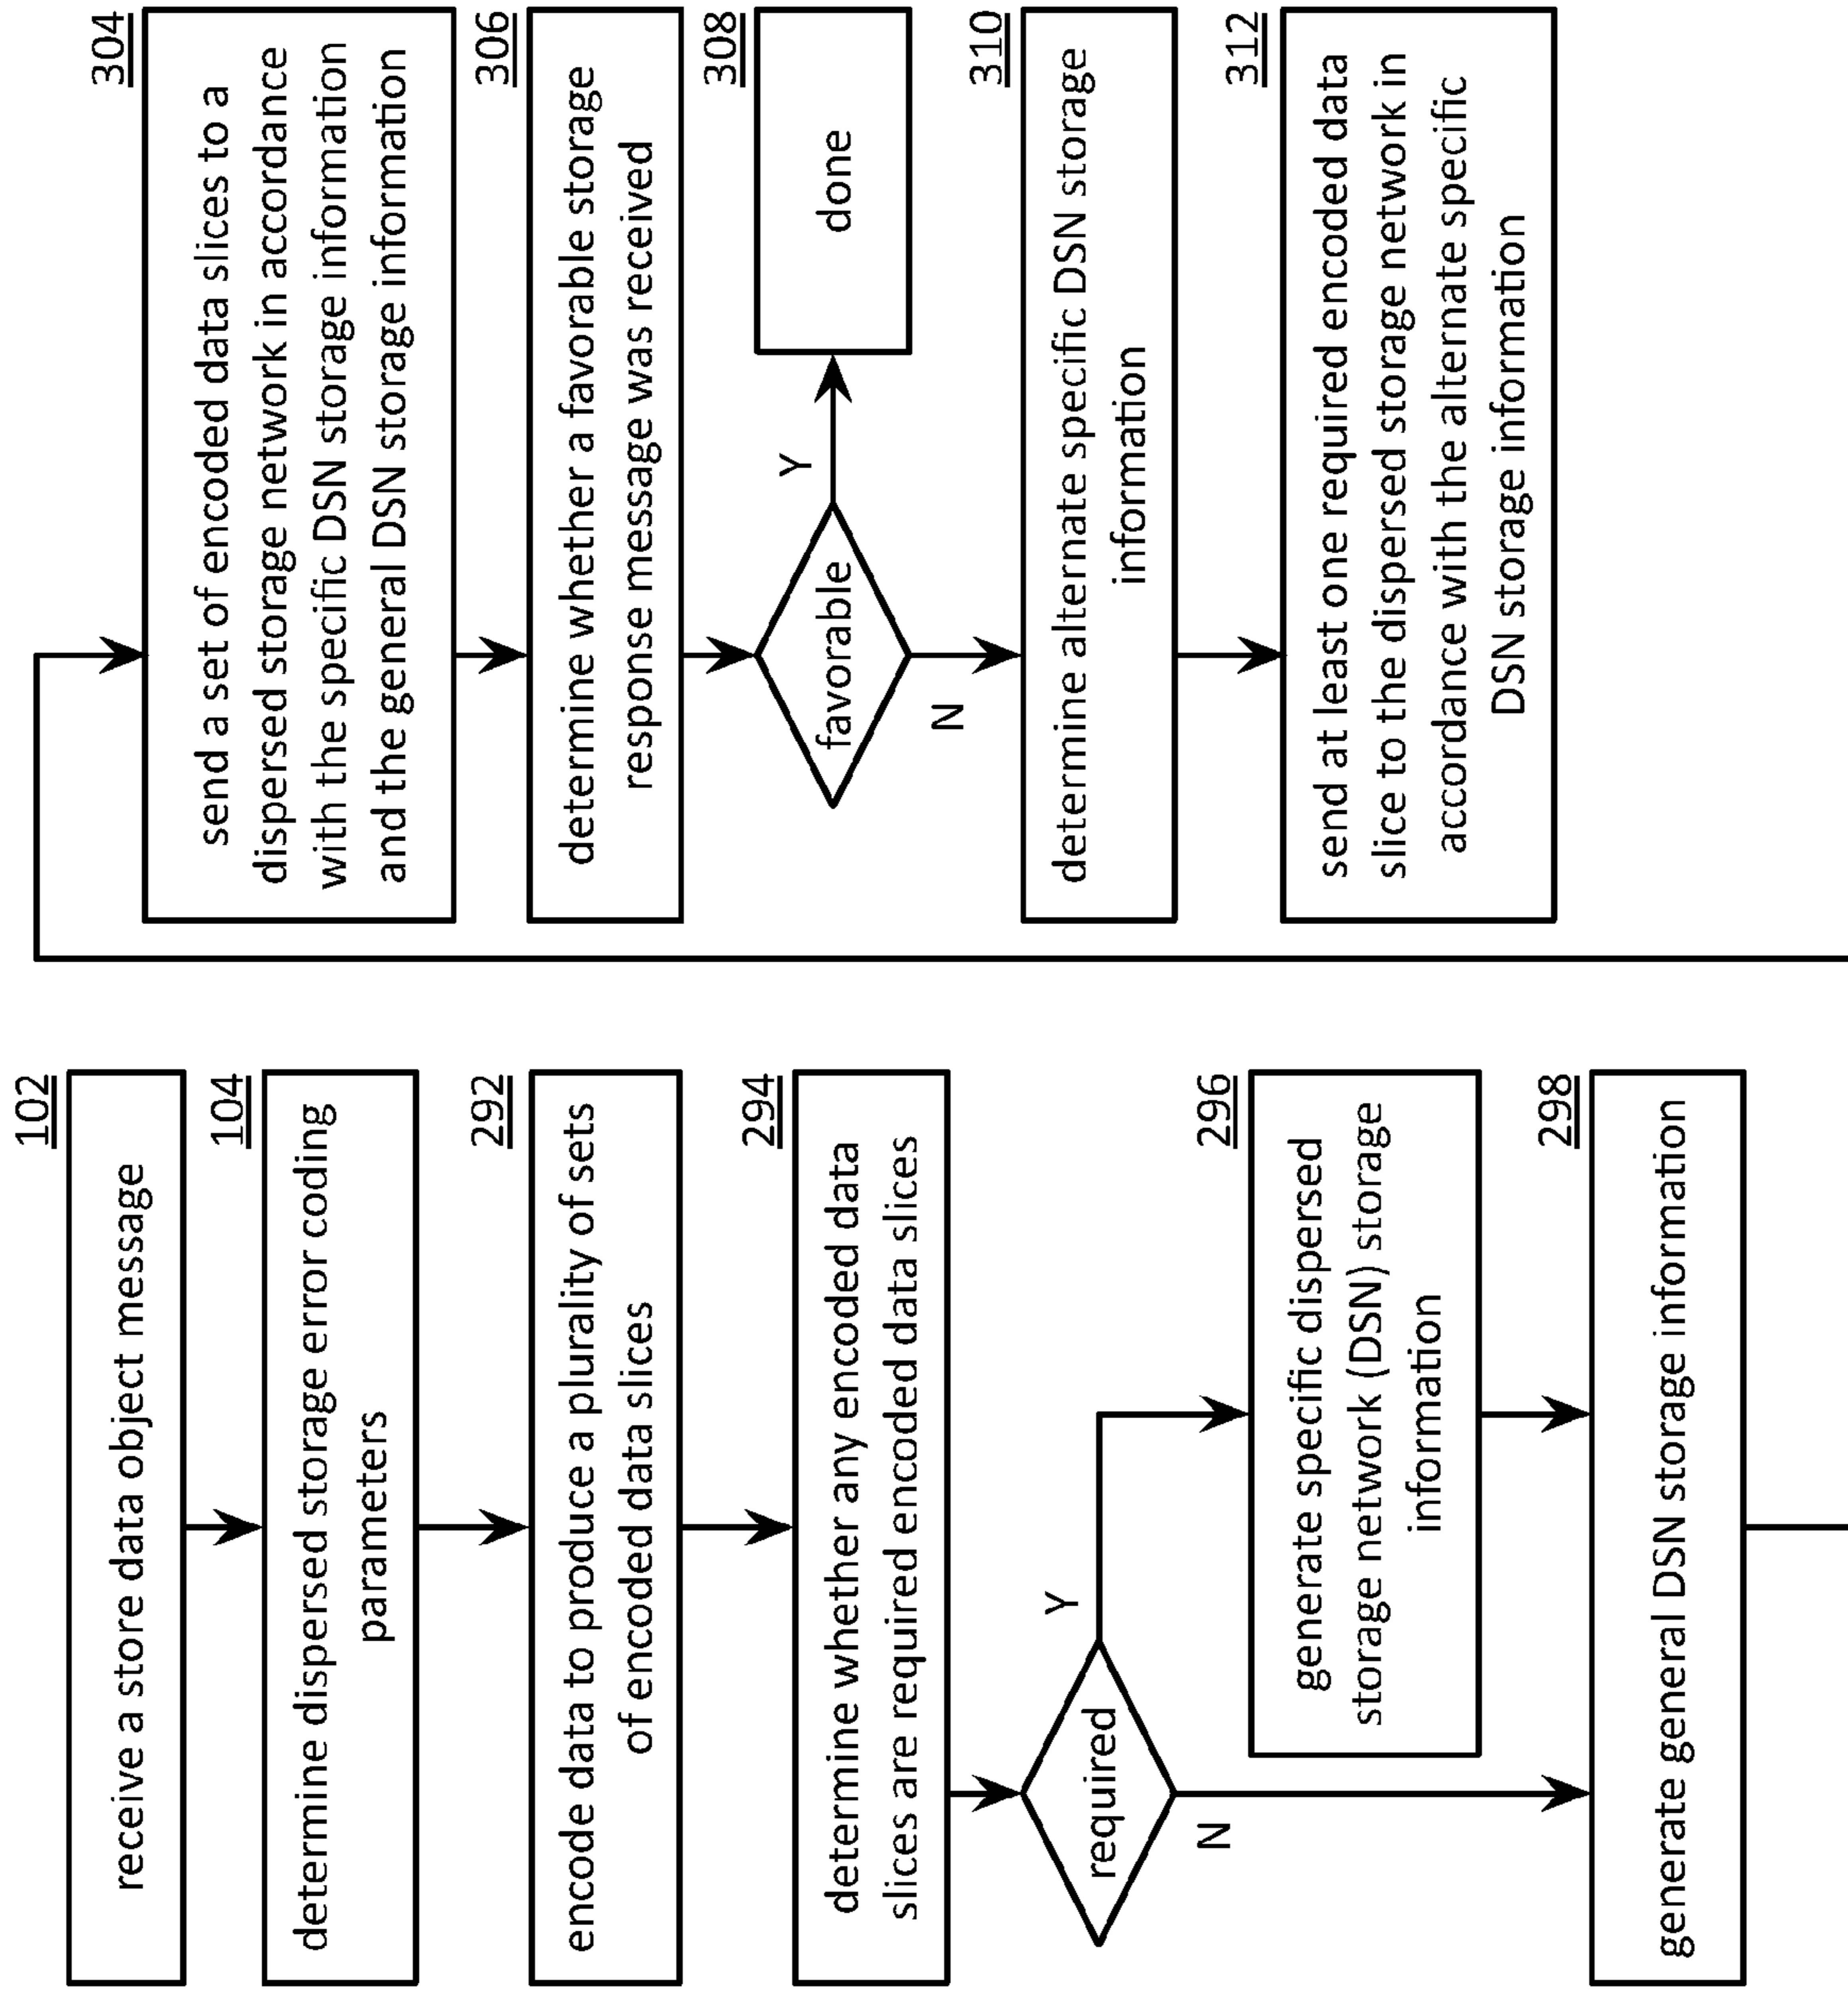 102
receive a store data object message
104
determine dispersed storage error coding
parameters
292
encode data to produce a plurality of sets
of encoded data slices
294
determine whether any encoded data
slices are required encoded data slices
required
Y
N
296
generate specific dispersed
storage network (DSN) storage
information
298
generate general DSN storage information
304
send a set of encoded data slices to a
dispersed storage network in accordance
with the specific DSN storage information
and the general DSN storage information
306
determine whether a favorable storage
response message was received
favorable
Y
N
308
done
310
determine alternate specific DSN storage
information
312
send at least one required encoded data
slice to the dispersed storage network in
accordance with the alternate specific
DSN storage information